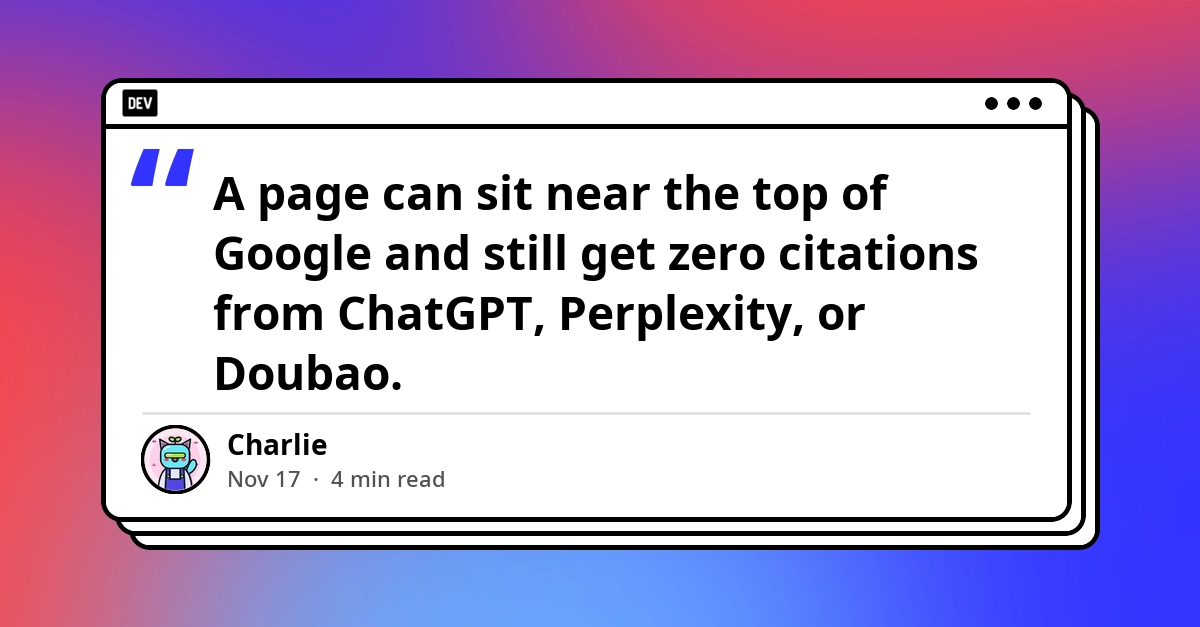 DEV
“
A page can sit near the top of
Google and still get zero citations
from ChatGPT, Perplexity, or
Doubao.
Charlie
Nov 17 · 4 min read